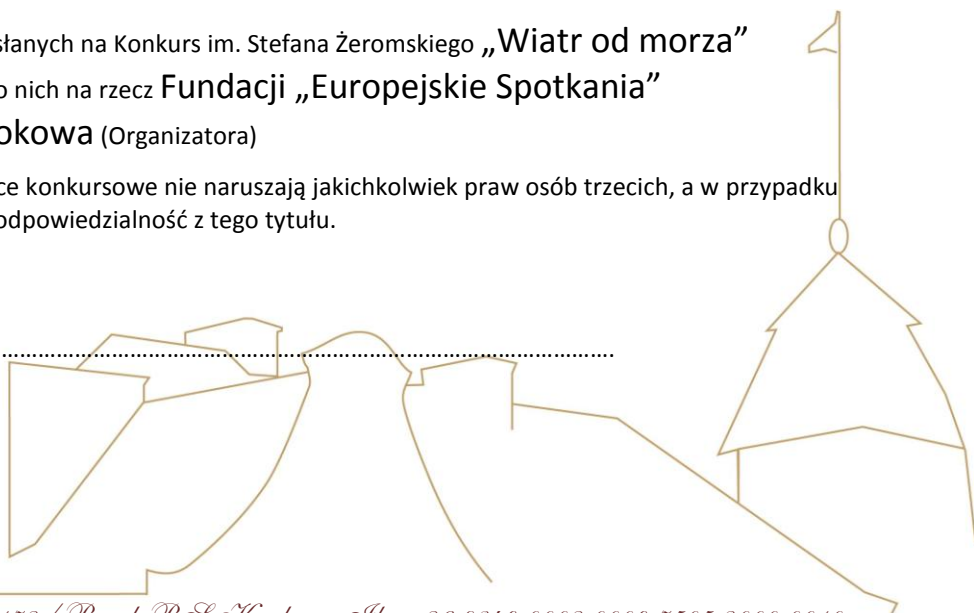 słanych na Konkurs im. Stefana Żeromskiego „Wiatr od morza”
o nich na rzecz Fundacji „Europejskie Spotkania”
okowa (Organizatora)
ce konkursowe nie naruszają jakichkolwiek praw osób trzecich, a w przypadku
odpowiedzialność z tego tytułu.
………………………………………………………………………………………….